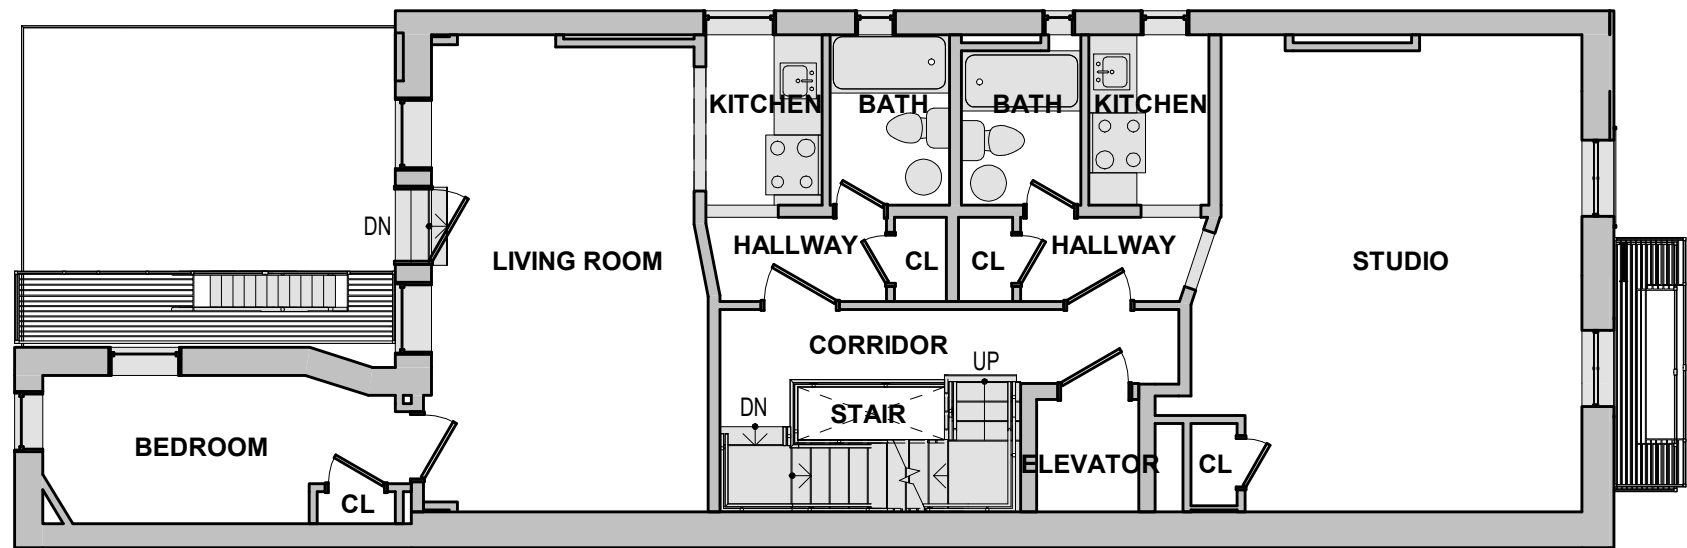 KITCHEN
BATH
BATH
KITCHEN
DN
HALLWAY
HALLWAY
LIVING ROOM
CL
CL
STUDIO
CORRIDOR
UP
DN
STAIR
BEDROOM
ELEVATOR
CL
CL